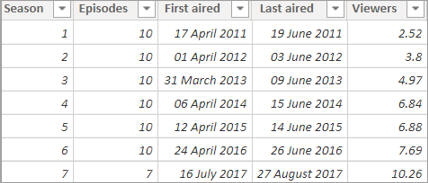 Season Episodes First aired Last aired Viewers
1 10 17 April 2011 19 June 2011 2.52
2 10 01 April 2012 03 June 2012 3.8
3 10 31 March 2013 09 June 2013 4.97
4 10 06 April 2014 15 June 2014 6.84
5 10 12 April 2015 14 June 2015 6.88
6 10 24 April 2016 26 June 2016 7.69
7 7 16 July 2017 27 August 2017 10.26